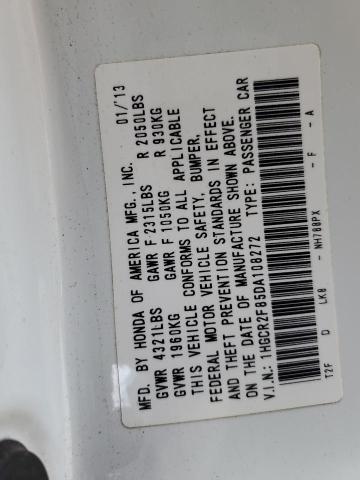 MFD. BY HONDA OF AMERICA MFG., INC. 01/'13
GVWR 4321LBS GAWR F 2315LBS R 2050LBS
GVWR 1960KG GAWR F 1050KG R 930KG
THIS VEHICLE CONFORMS TO ALL APPLICABLE
FEDERAL MOTOR VEHICLE SAFETY, BUMPER,
AND THEFT PREVENTION STANDARDS IN EFFECT
ON THE DATE OF MANUFACTURE SHOWN ABOVE.
V.I.N.: 1HGCR2F85DA108272 TYPE: PASSENGER CAR
T2F D LK8 - NH788PX - F - A